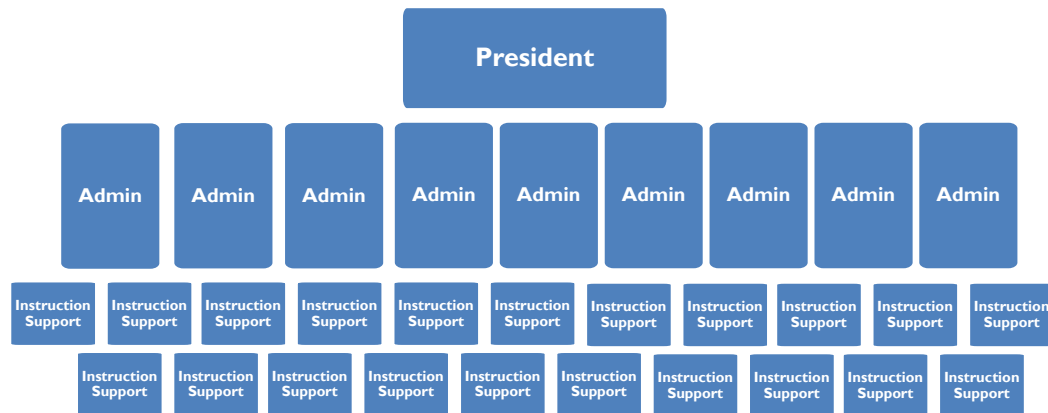 President
Admin Admin Admin Admin Admin Admin Admin Admin Admin
Instruction Instruction Instruction Instruction Instruction Instruction Instruction Instruction Instruction Instruction Instruction
Support Support Support Support Support Support Support Support Support Support Support
Instruction Instruction Instruction Instruction Instruction Instruction Instruction Instruction Instruction Instruction
Support Support Support Support Support Support Support Support Support Support